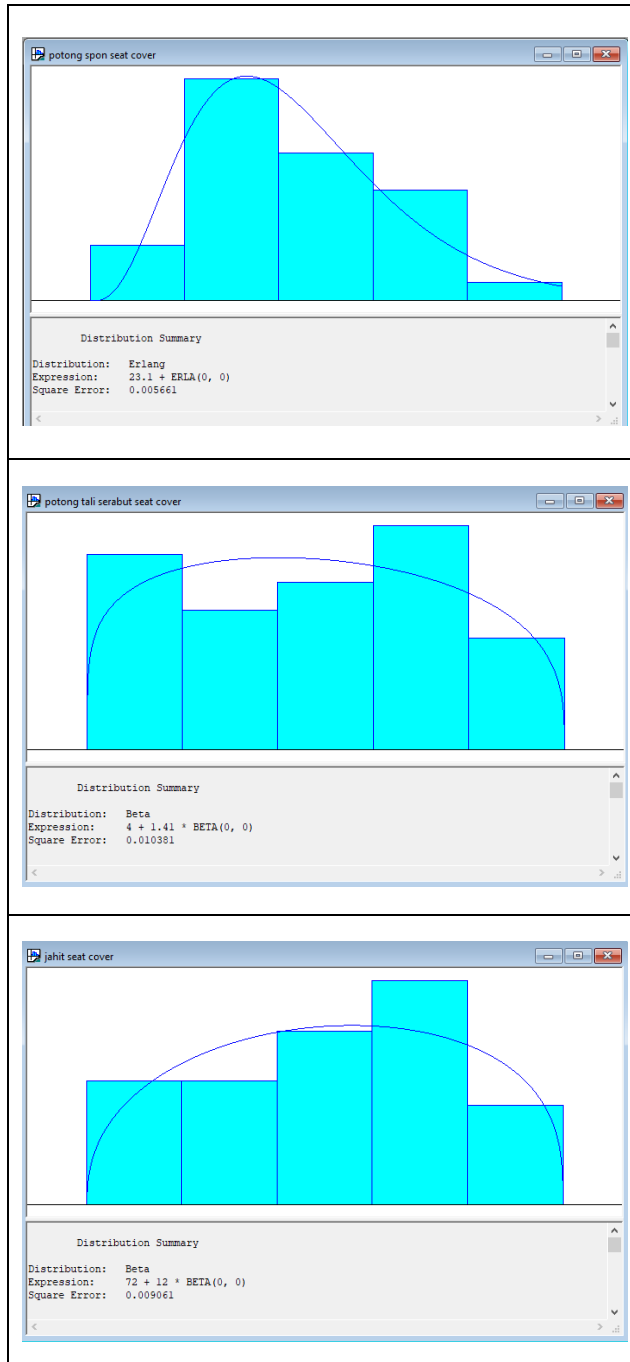 potong spon seat cover
Distribution Summary
Distribution: Erlang
Expression: 23.1 + ERLA(0, 0)
Square Error: 0.005661
potong tali serabut seat cover
Distribution Summary
Distribution: Beta
Expression: 4 + 1.41 * BETA(0, 0)
Square Error: 0.010381
jahit seat cover
Distribution Summary
Distribution: Beta
Expression: 72 + 12 * BETA(0, 0)
Square Error: 0.009061